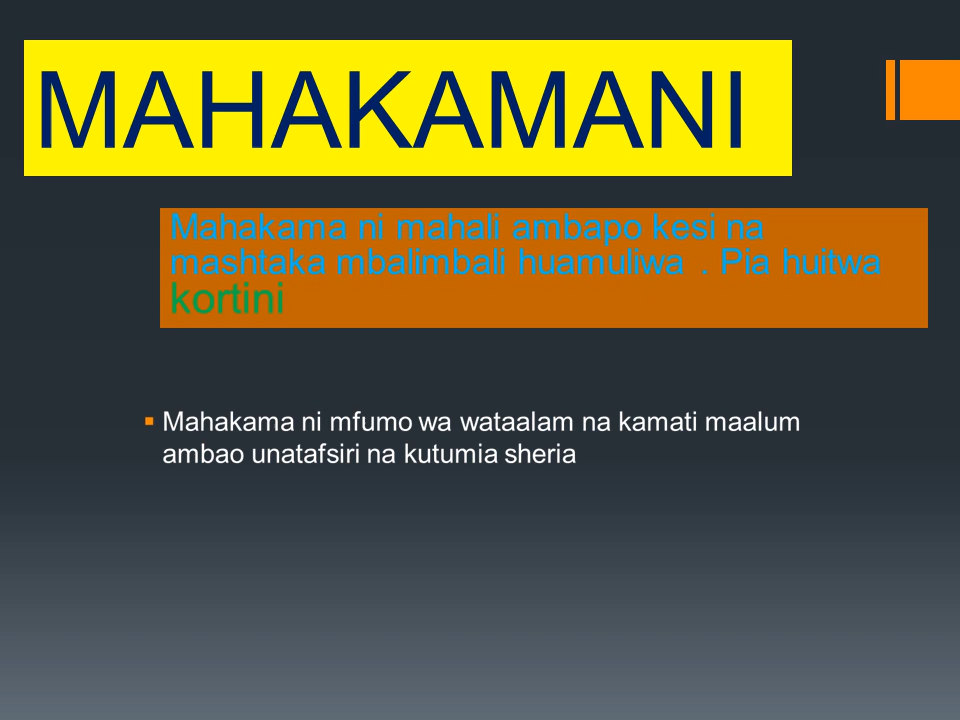 MAHAKAMANI
Mahakama ni mahali ambapo kesi na
mashtaka mbalimbali huamuliwa . Pia huitwa
kortini
▪ Mahakama ni mfumo wa wataalam na kamati maalum
ambao unatafsiri na kutumia sheria